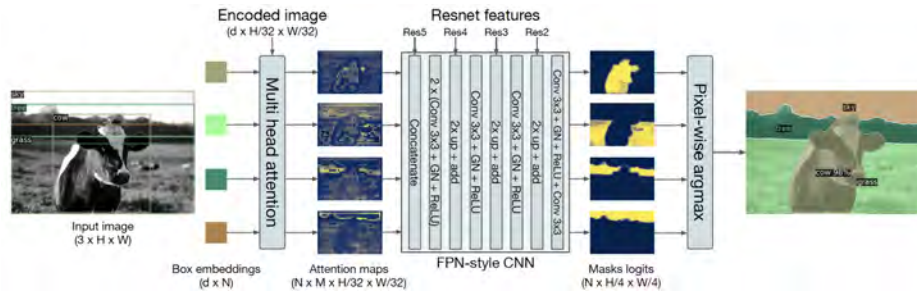 Encoded image
(d x H/32 x W/32)
Resnet features
Res5
Res4
Res3
Res2
sky
tree
cow
grass
Input image
(3 x H x W)
Multi head attention
Concatenate
2 x (Conv 3x3 + GN + ReLU)
2x up + add
Conv 3x3 + GN + ReLU
2x up + add
Conv 3x3 + GN + ReLU
2x up + add
Conv 3x3 + GN + ReLU + Conv 3x3
Pixel-wise argmax
sky
tree
cow 98%
grass
Box embeddings
(d x N)
Attention maps
(N x M x H/32 x W/32)
FPN-style CNN
Masks logits
(N x H/4 x W/4)